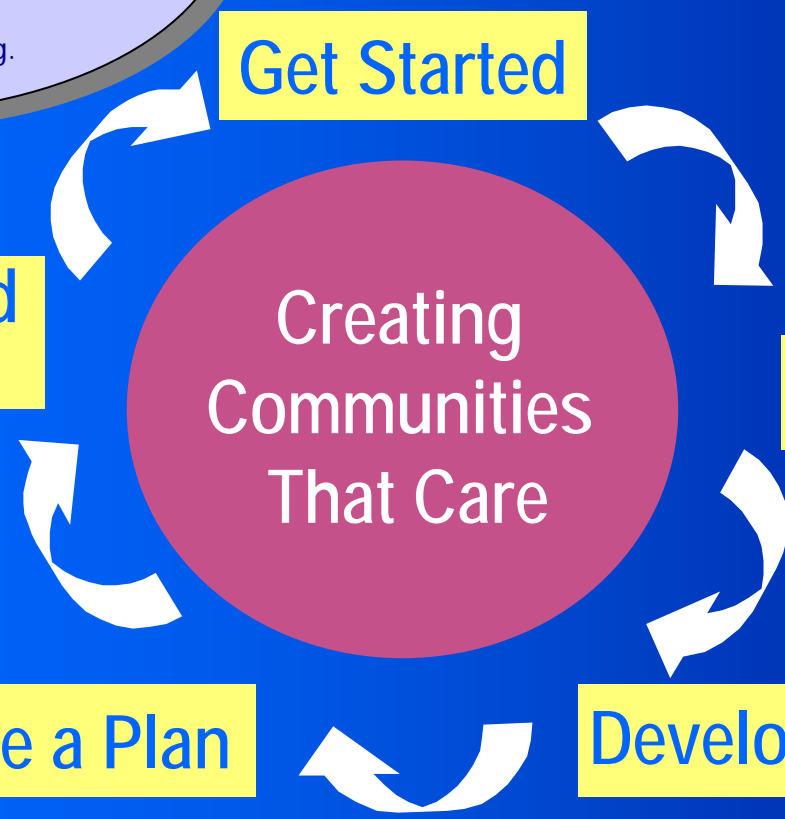 g.
Get Started
d
Creating
Communities
That Care
e a Plan
Develo